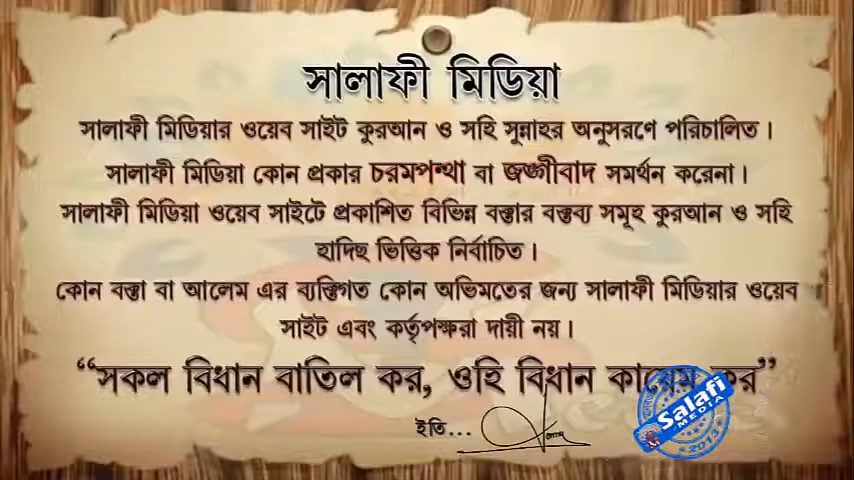 সালাফী মিডিয়া
সালাফী মিডিয়ার ওয়েব সাইট কুরআন ও সহি সুন্নাহর অনুসরণে পরিচালিত।
সালাফী মিডিয়া কোন প্রকার চরমপন্থা বা জঙ্গীবাদ সমর্থন করেনা।
সালাফী মিডিয়া ওয়েব সাইটে প্রকাশিত বিভিন্ন বক্তার বক্তব্য সমূহ কুরআন ও সহি
হাদিছ ভিত্তিক নির্বাচিত।
কোন বক্তা বা আলেম এর ব্যক্তিগত কোন অভিমতের জন্য সালাফী মিডিয়ার ওয়েব
সাইট এবং কর্তৃপক্ষরা দায়ী নয়।
“সকল বিধান বাতিল কর, ওহি বিধান কায়েম কর”
ইতি...
Salafi
MEDIA
2013